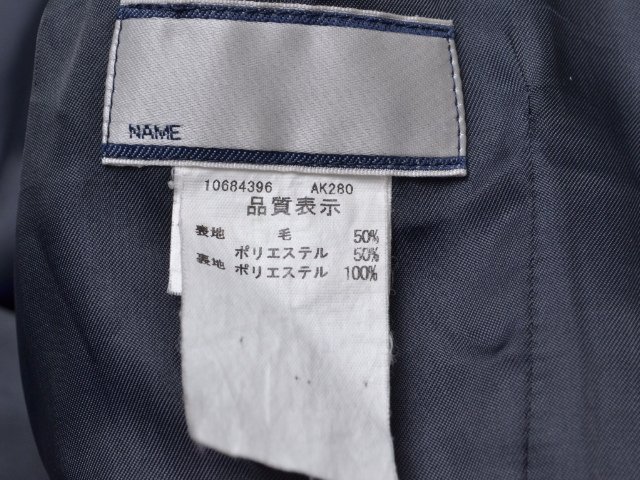 NAME
10684396 AK280
品質表示
表地 毛 50%
ポリエステル 50%
裏地 ポリエステル 100%